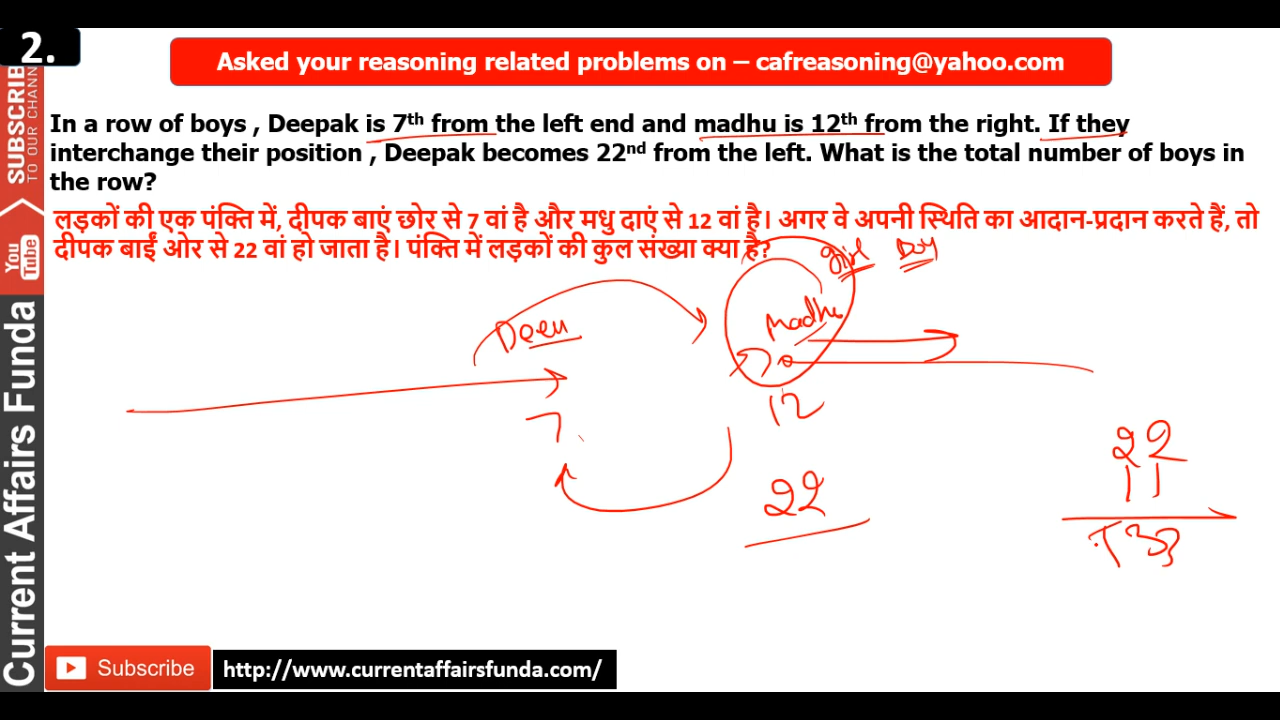 2.
Asked your reasoning related problems on – cafreasoning@yahoo.com
In a row of boys , Deepak is 7th from the left end and madhu is 12th from the right. If they
interchange their position , Deepak becomes 22nd from the left. What is the total number of boys in
the row?
लड़कों की एक पंक्ति में, दीपक बाएं छोर से 7 वां है और मधु दाएं से 12 वां है। अगर वे अपनी स्थिति का आदान-प्रदान करते हैं, तो
दीपक बाईं ओर से 22 वां हो जाता है। पंक्ति में लड़कों की कुल संख्या क्या है?
girl Boy
Madhu
7
12
22
22
11
33
SUBSCRIBE
TO OUR CHANN
You Tube
Current Affairs Funda
Subscribe
http://www.currentaffairsfunda.com/